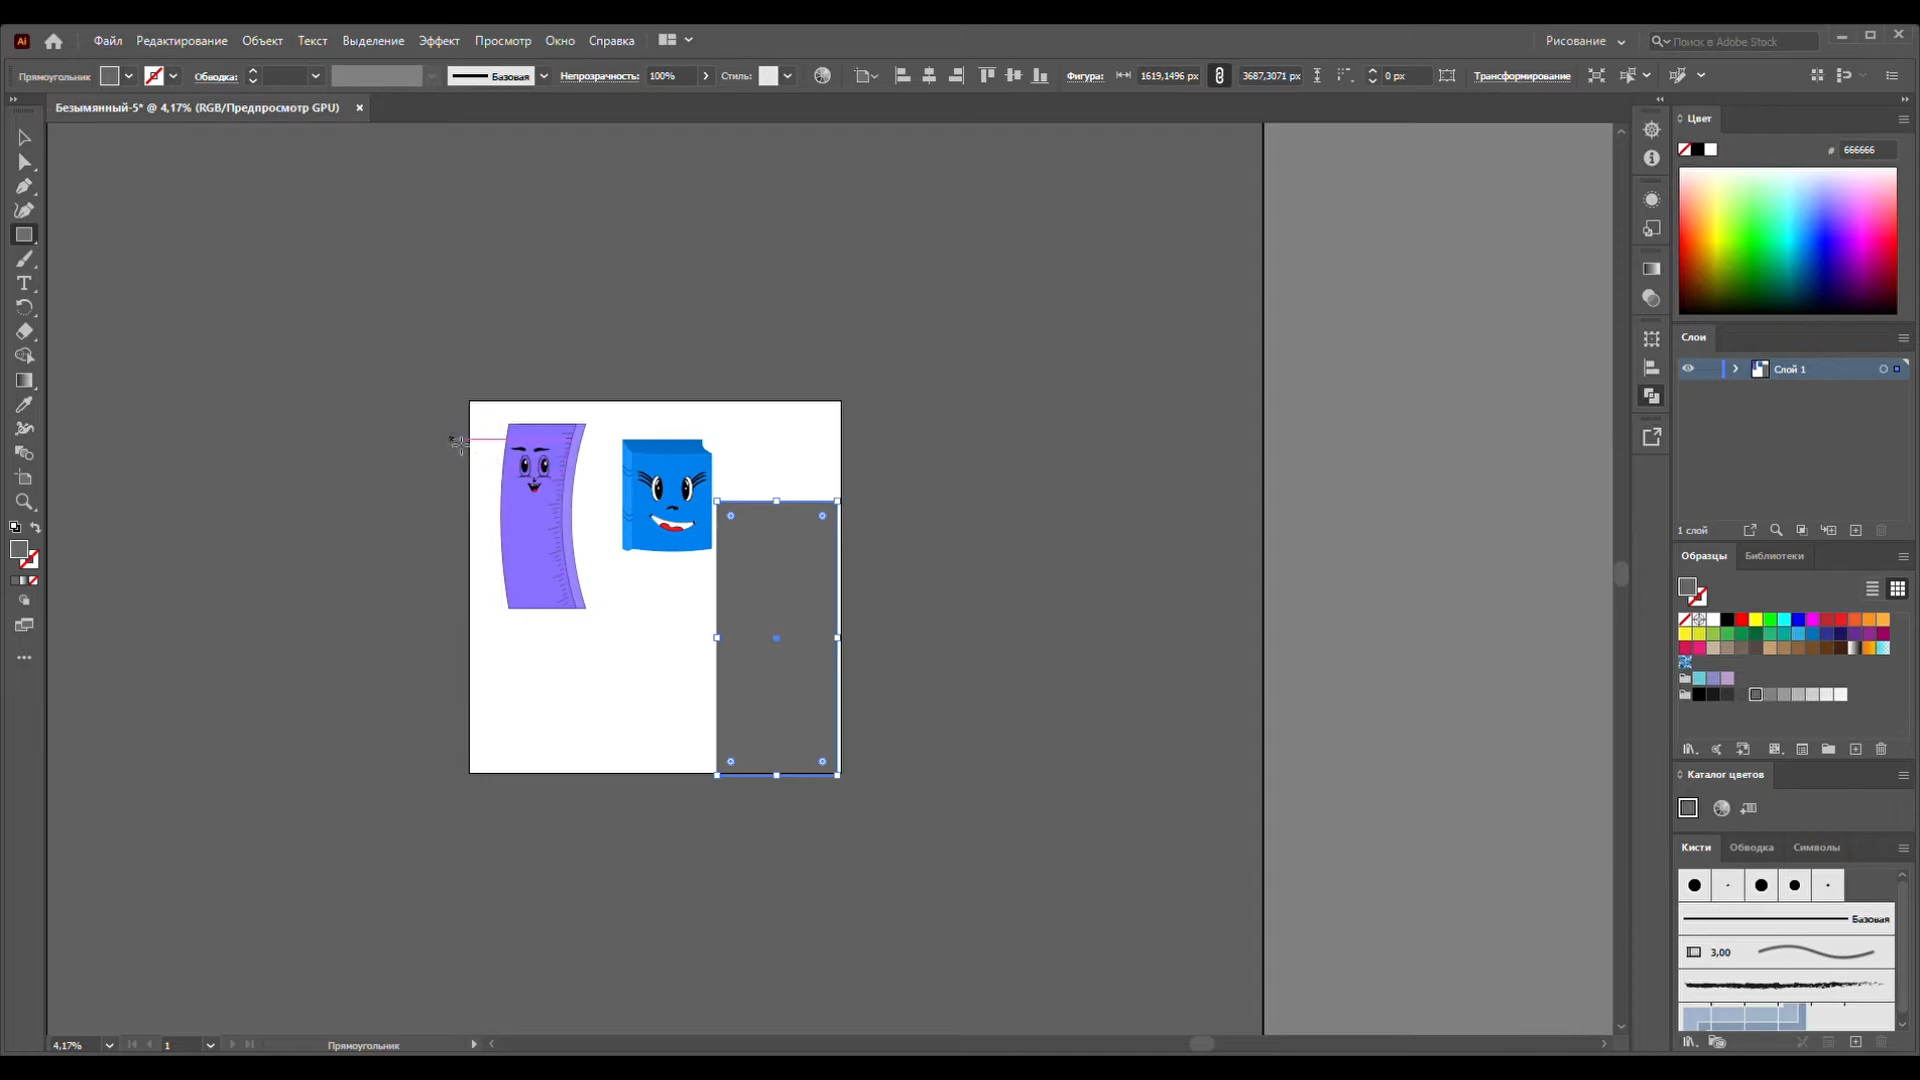 Ai
Файл
Редактирование
Объект
Текст
Выделение
Эффект
Просмотр
Окно
Справка
Рисование
Поиск в Adobe Stock
Прямоугольник
Обводка:
Базовая
Непрозрачность:
100%
Стиль:
Фигура:
1619,1496 px
3687,3071 px
0 px
Трансформирование
Безымянный-5* @ 4,17% (RGB/Предпросмотр GPU)
Цвет
# 666666
Слои
Слой 1
1 слой
Образцы
Библиотеки
Каталог цветов
Кисти
Обводка
Символы
Базовая
3,00
4,17%
1
Прямоугольник